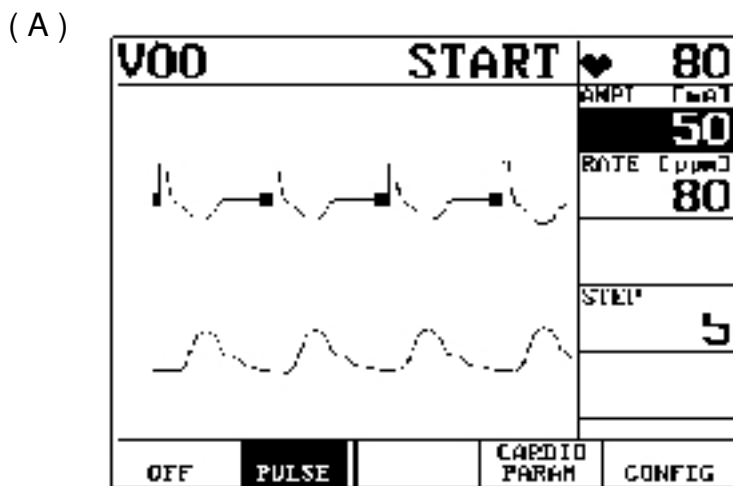 ( A )
VOO START ♥ 80
AMPT [mA]
50
RATE [ppm]
80
STEP
5
OFF PULSE CARDIO PARAM CONFIG